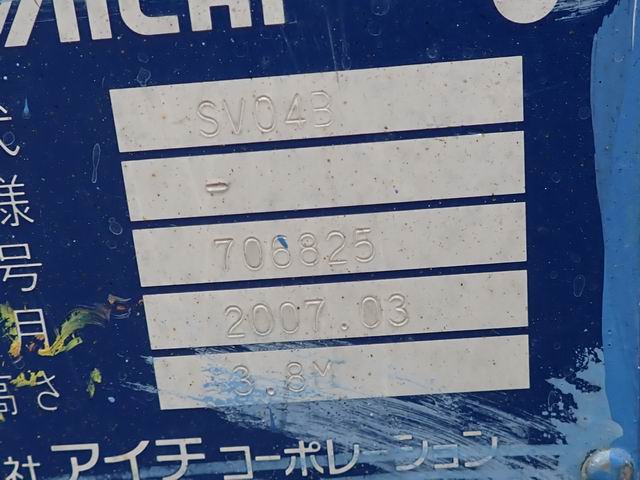 AICHI
式 SV04B
様 -
号 706825
月 2007.03
高さ 3.8M
社 アイチコーポレーション